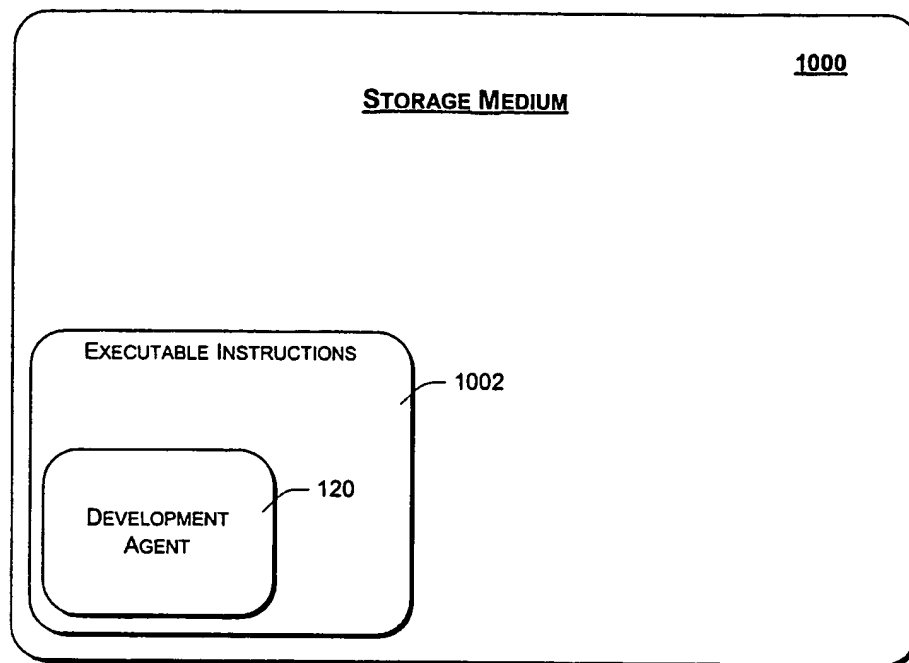 1000
STORAGE MEDIUM
EXECUTABLE INSTRUCTIONS
1002
120
DEVELOPMENT
AGENT